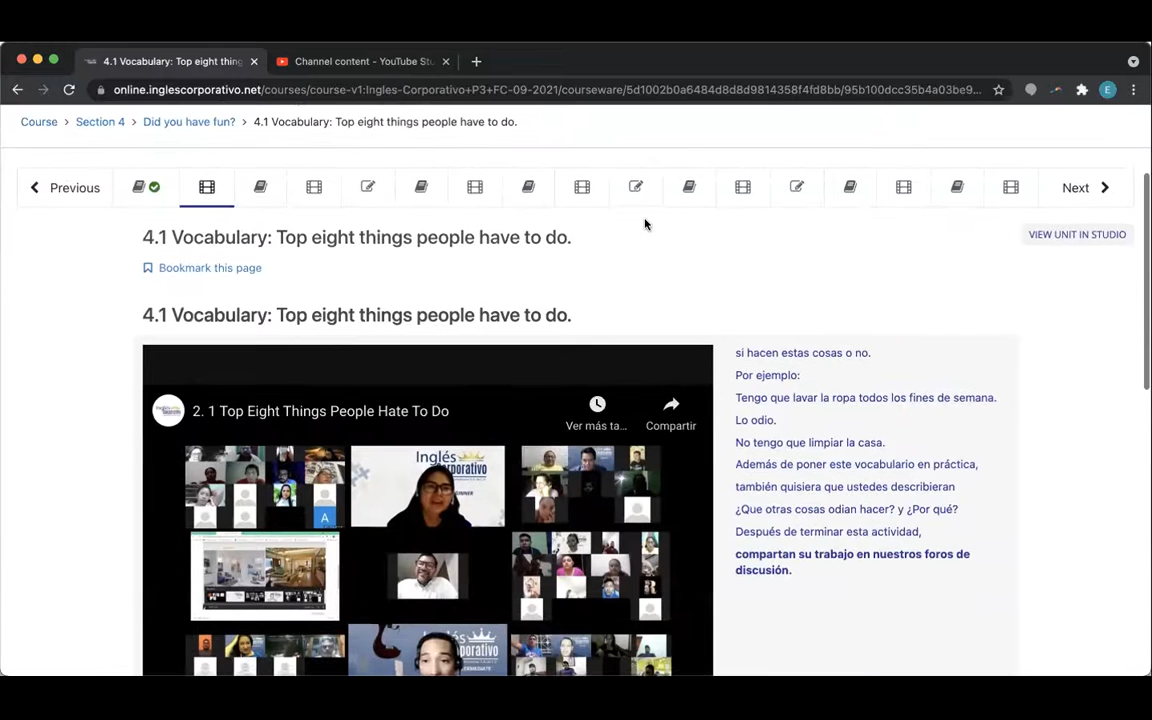 4.1 Vocabulary: Top eight thing
Channel content - YouTube Stu
online.inglescorporativo.net/courses/course-v1:Ingles-Corporativo+P3+FC-09-2021/courseware/5d1002b0a6484d8d8d9814358f4fd8bb/95b100dcc35b4a03be9...
E
Course > Section 4 > Did you have fun? > 4.1 Vocabulary: Top eight things people have to do.
Previous
Next
4.1 Vocabulary: Top eight things people have to do.
VIEW UNIT IN STUDIO
Bookmark this page
4.1 Vocabulary: Top eight things people have to do.
2. 1 Top Eight Things People Hate To Do
Ver más ta...
Compartir
Inglés
Corporativo
A
Inglés
porativo
si hacen estas cosas o no.
Por ejemplo:
Tengo que lavar la ropa todos los fines de semana.
Lo odio.
No tengo que limpiar la casa.
Además de poner este vocabulario en práctica,
también quisiera que ustedes describieran
¿Que otras cosas odian hacer? y ¿Por qué?
Después de terminar esta actividad,
compartan su trabajo en nuestros foros de
discusión.